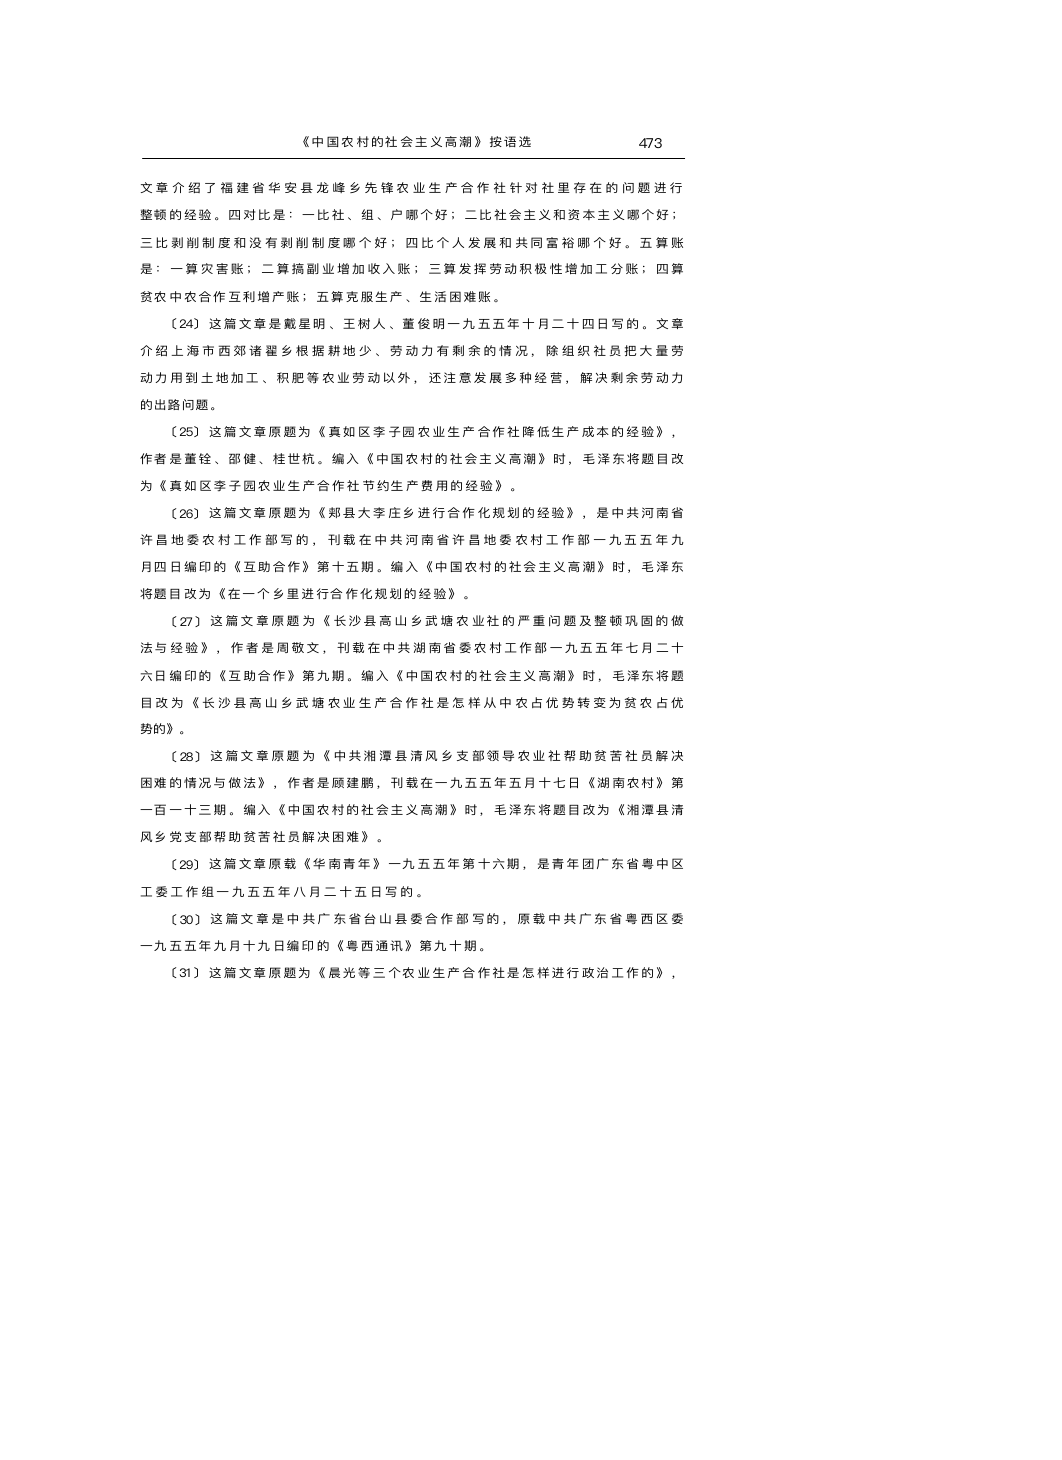 《中国农村的社会主义高潮》按语选 473
文章介绍了福建省华安县龙峰乡先锋农业生产合作社针对社里存在的问题进行
整顿的经验。四对比是：一比社、组、户哪个好；二比社会主义和资本主义哪个好；
三比剥削制度和没有剥削制度哪个好；四比个人发展和共同富裕哪个好。五算账
是：一算灾害账；二算搞副业增加收入账；三算发挥劳动积极性增加工分账；四算
贫农中农合作互利增产账；五算克服生产、生活困难账。
〔24〕这篇文章是戴星明、王树人、董俊明一九五五年十月二十四日写的。文章
介绍上海市西郊诸翟乡根据耕地少、劳动力有剩余的情况，除组织社员把大量劳
动力用到土地加工、积肥等农业劳动以外，还注意发展多种经营，解决剩余劳动力
的出路问题。
〔25〕这篇文章原题为《真如区李子园农业生产合作社降低生产成本的经验》，
作者是董铨、邵健、桂世杭。编入《中国农村的社会主义高潮》时，毛泽东将题目改
为《真如区李子园农业生产合作社节约生产费用的经验》。
〔26〕这篇文章原题为《郏县大李庄乡进行合作化规划的经验》，是中共河南省
许昌地委农村工作部写的，刊载在中共河南省许昌地委农村工作部一九五五年九
月四日编印的《互助合作》第十五期。编入《中国农村的社会主义高潮》时，毛泽东
将题目改为《在一个乡里进行合作化规划的经验》。
〔27〕这篇文章原题为《长沙县高山乡武塘农业社的严重问题及整顿巩固的做
法与经验》，作者是周敬文，刊载在中共湖南省委农村工作部一九五五年七月二十
六日编印的《互助合作》第九期。编入《中国农村的社会主义高潮》时，毛泽东将题
目改为《长沙县高山乡武塘农业生产合作社是怎样从中农占优势转变为贫农占优
势的》。
〔28〕这篇文章原题为《中共湘潭县清风乡支部领导农业社帮助贫苦社员解决
困难的情况与做法》，作者是顾建鹏，刊载在一九五五年五月十七日《湖南农村》第
一百一十三期。编入《中国农村的社会主义高潮》时，毛泽东将题目改为《湘潭县清
风乡党支部帮助贫苦社员解决困难》。
〔29〕这篇文章原载《华南青年》一九五五年第十六期，是青年团广东省粤中区
工委工作组一九五五年八月二十五日写的。
〔30〕这篇文章是中共广东省台山县委合作部写的，原载中共广东省粤西区委
一九五五年九月十九日编印的《粤西通讯》第九十期。
〔31〕这篇文章原题为《晨光等三个农业生产合作社是怎样进行政治工作的》，